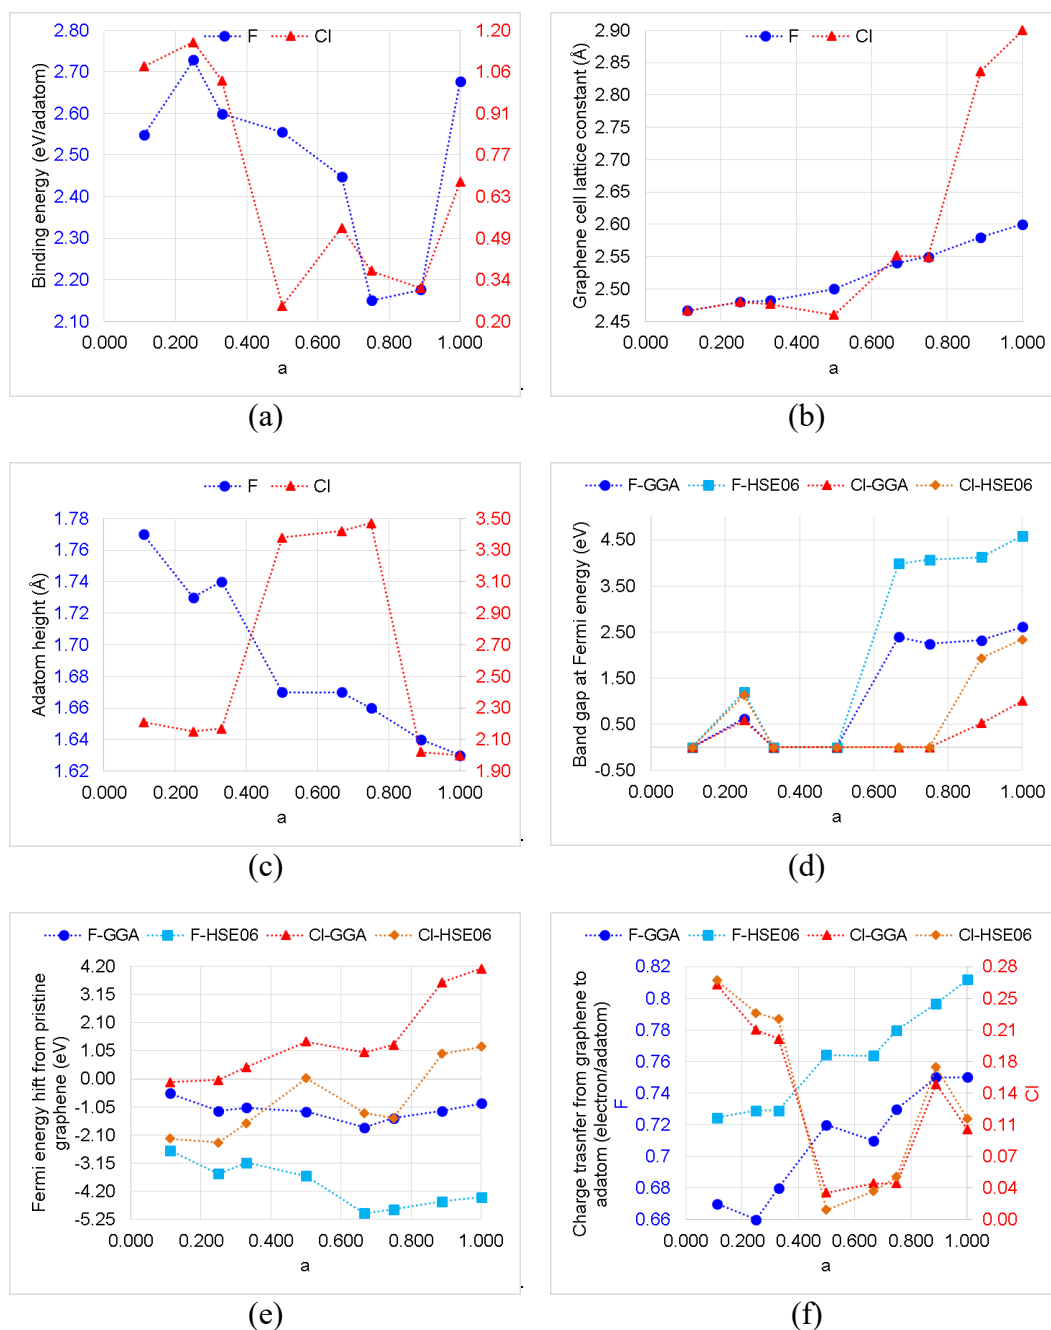 F Cl
Binding energy (eV/adatom)
2.80
2.70
2.60
2.50
2.40
2.30
2.20
2.10
1.20
1.06
0.91
0.77
0.63
0.49
0.34
0.20
0.000 0.200 0.400 0.600 0.800 1.000
a
(a)
F Cl
Graphene cell lattice constant (Å)
2.90
2.85
2.80
2.75
2.70
2.65
2.60
2.55
2.50
2.45
0.000 0.200 0.400 0.600 0.800 1.000
a
(b)
F Cl
Adatom height (Å)
1.78
1.76
1.74
1.72
1.70
1.68
1.66
1.64
1.62
3.50
3.30
3.10
2.90
2.70
2.50
2.30
2.10
1.90
0.000 0.200 0.400 0.600 0.800 1.000
a
(c)
F-GGA F-HSE06 Cl-GGA Cl-HSE06
Band gap at Fermi energy (eV)
4.50
3.50
2.50
1.50
0.50
-0.50
0.000 0.200 0.400 0.600 0.800 1.000
a
(d)
F-GGA F-HSE06 Cl-GGA Cl-HSE06
Fermi energy hift from pristine
graphene (eV)
4.20
3.15
2.10
1.05
0.00
-1.05
-2.10
-3.15
-4.20
-5.25
0.000 0.200 0.400 0.600 0.800 1.000
a
(e)
F-GGA F-HSE06 Cl-GGA Cl-HSE06
Charge trasnfer from graphene to
adatom (electron/adatom)
F
0.82
0.8
0.78
0.76
0.74
0.72
0.7
0.68
0.66
0.28
0.25
0.21
0.18
0.14
0.11
0.07
0.04
0.00
Cl
0.000 0.200 0.400 0.600 0.800 1.000
a
(f)